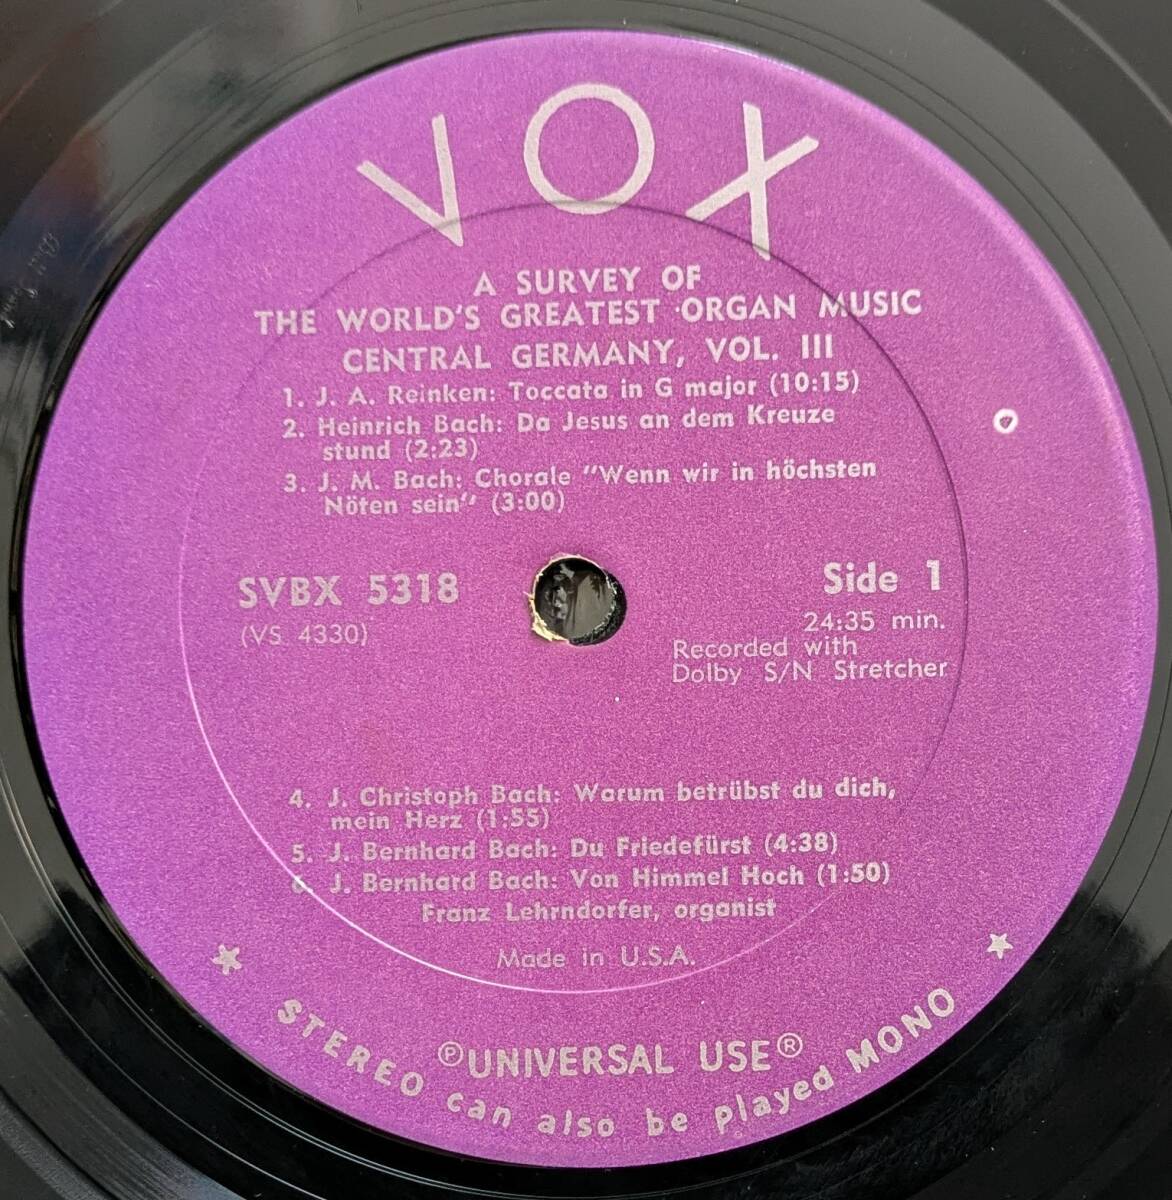 VOX
A SURVEY OF
THE WORLD'S GREATEST ORGAN MUSIC
CENTRAL GERMANY, VOL. III
1. J. A. Reinken: Toccata in G major (10:15)
2. Heinrich Bach: Da Jesus an dem Kreuze
stund (2:23)
3. J. M. Bach: Chorale "Wenn wir in höchsten
Nöten sein" (3:00)
SVBX 5318
(VS 4330)
Side 1
24:35 min.
Recorded with
Dolby S/N Stretcher
4. J. Christoph Bach: Warum betrübst du dich,
mein Herz (1:55)
5. J. Bernhard Bach: Du Friedefürst (4:38)
6. J. Bernhard Bach: Von Himmel Hoch (1:50)
Franz Lehrndorfer, organist
Made in U.S.A.
℗UNIVERSAL USE®
★ STEREO can also be played MONO ★